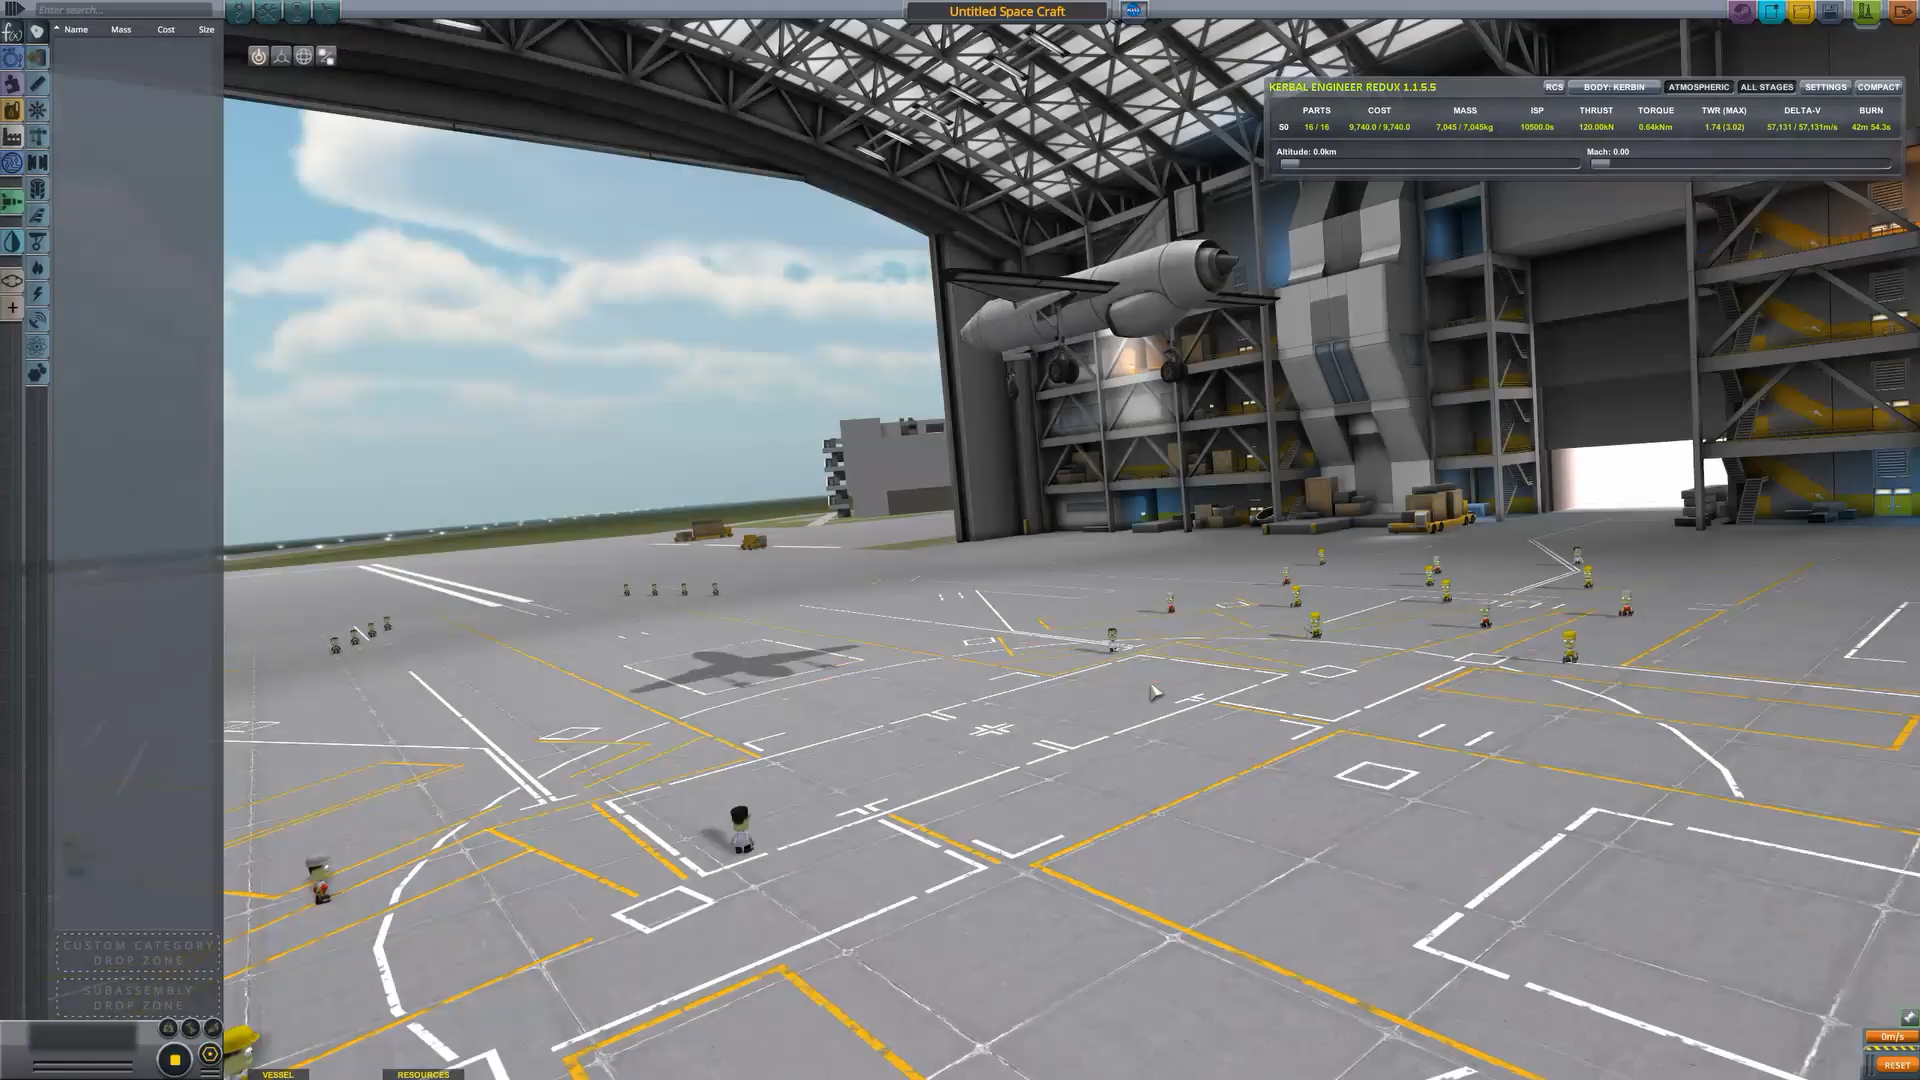 Enter search...
Untitled Space Craft
Name Mass Cost Size
KERBAL ENGINEER REDUX 1.1.5.5 RCS BODY: KERBIN ATMOSPHERIC ALL STAGES SETTINGS COMPACT
PARTS COST MASS ISP THRUST TORQUE TWR (MAX) DELTA-V BURN
S0 16 / 16 9,740.0 / 9,740.0 7,045 / 7,045kg 10500.0s 120.00kN 0.64kNm 1.74 (3.02) 57,131 / 57,131m/s 42m 54.3s
Altitude: 0.0km Mach: 0.00
CUSTOM CATEGORY
DROP ZONE
SUBASSEMBLY
DROP ZONE
0m/s
RESET
VESSEL RESOURCES